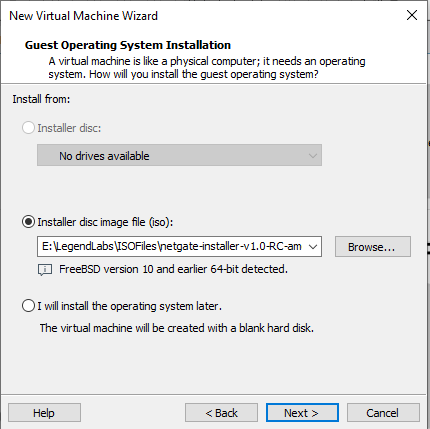 New Virtual Machine Wizard
Guest Operating System Installation
A virtual machine is like a physical computer; it needs an operating
system. How will you install the guest operating system?
Install from:
Installer disc:
No drives available
Installer disc image file (iso):
E:\LegendLabs\ISOFiles\netgate-installer-v1.0-RC-am
Browse...
FreeBSD version 10 and earlier 64-bit detected.
I will install the operating system later.
The virtual machine will be created with a blank hard disk.
Help
< Back
Next >
Cancel